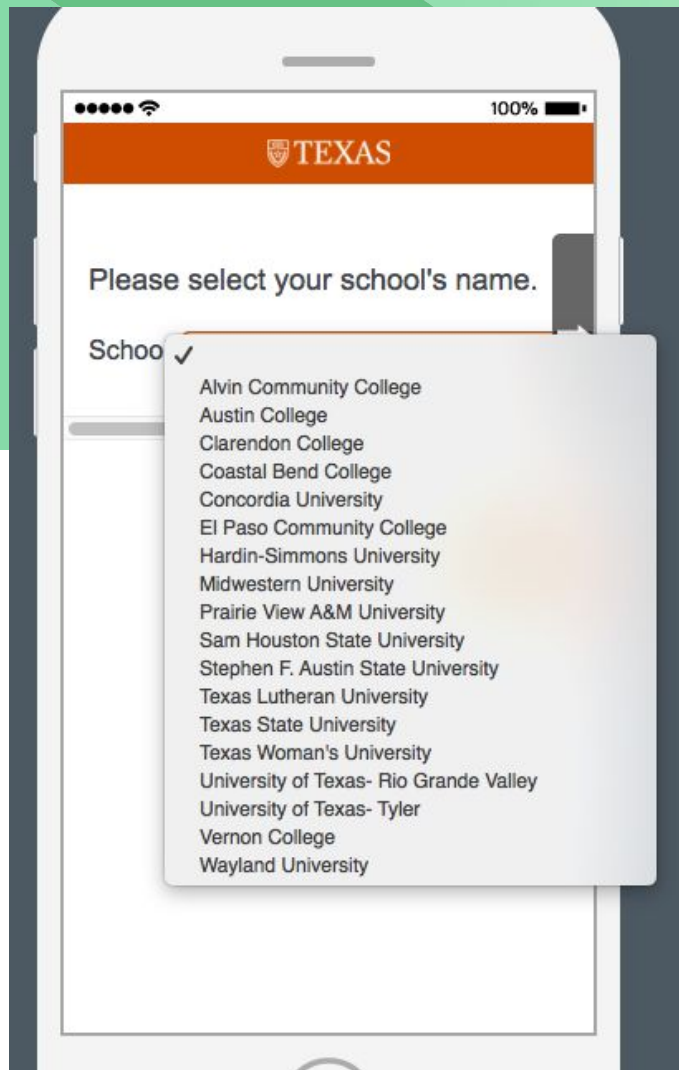 100%
TEXAS
Please select your school's name.
Schoo
✓
Alvin Community College
Austin College
Clarendon College
Coastal Bend College
Concordia University
El Paso Community College
Hardin-Simmons University
Midwestern University
Prairie View A&M University
Sam Houston State University
Stephen F. Austin State University
Texas Lutheran University
Texas State University
Texas Woman's University
University of Texas- Rio Grande Valley
University of Texas- Tyler
Vernon College
Wayland University